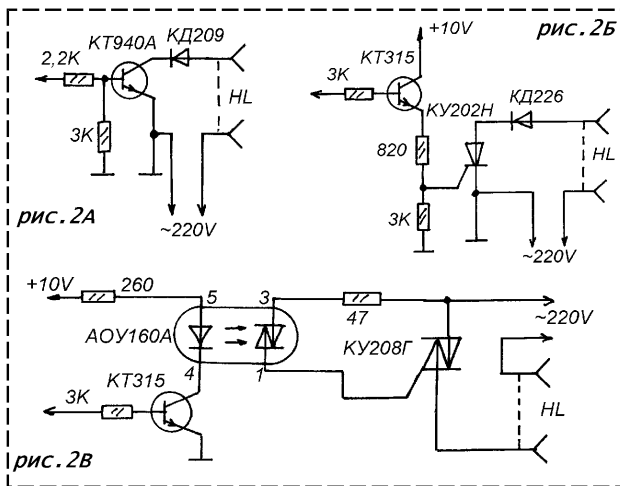 КТ940А
КД209
2,2К
3К
HL
~220V
рис.2А
+10V
рис.2Б
КТ315
3К
КУ202Н
КД226
820
HL
3К
~220V
+10V
260
5
3
АОУ160А
47
~220V
КУ208Г
4
1
КТ315
3К
HL
рис.2В